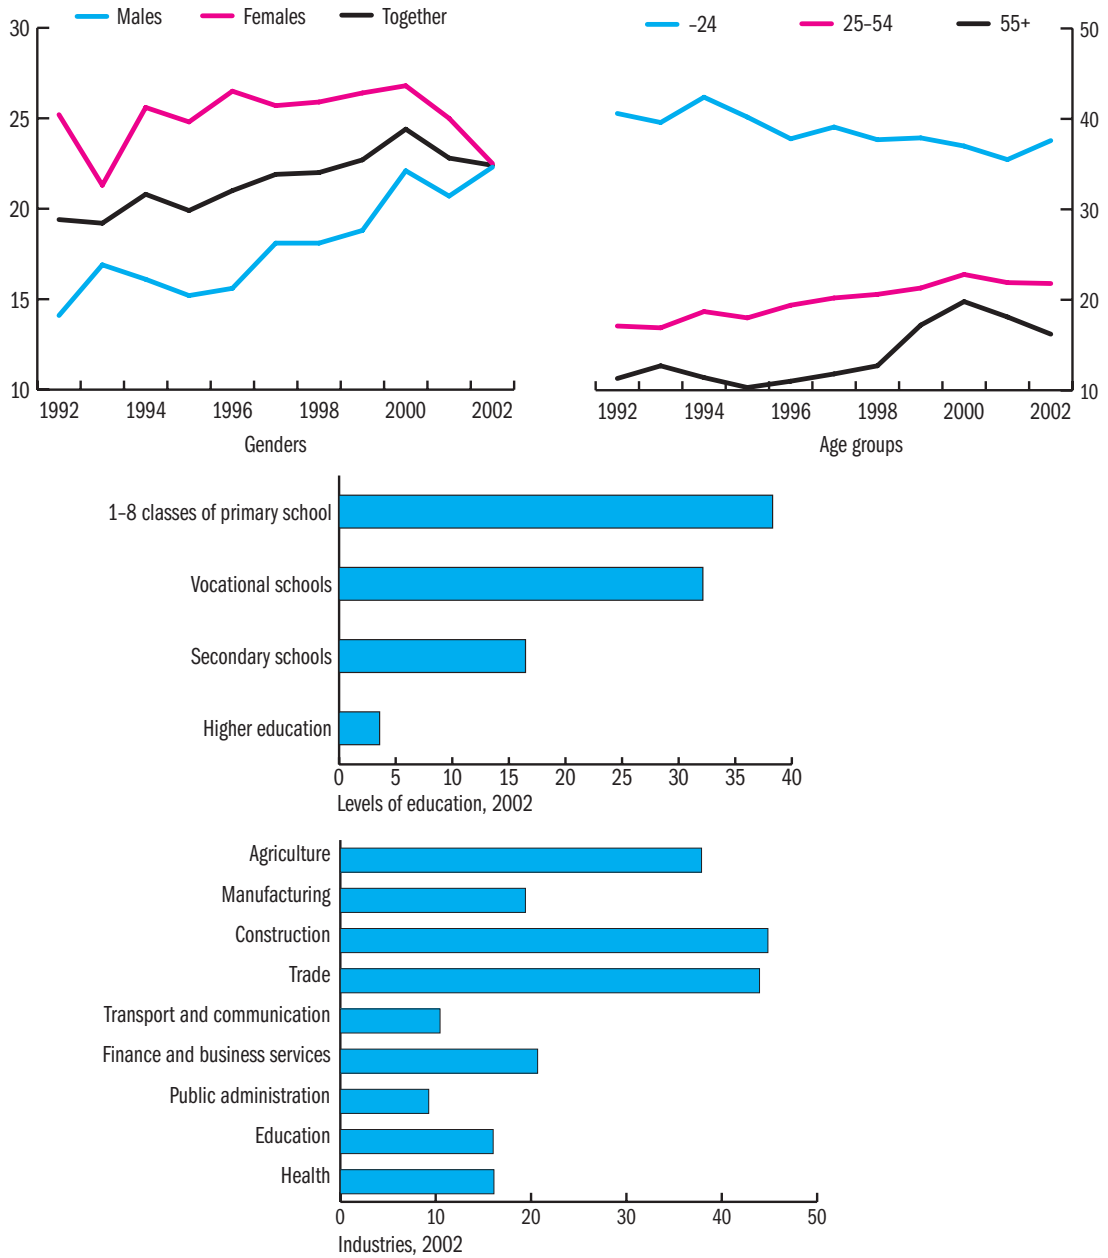 Males Females Together
30
25
20
15
10
1992 1994 1996 1998 2000 2002
Genders
–24 25–54 55+
50
40
30
20
10
1992 1994 1996 1998 2000 2002
Age groups
1–8 classes of primary school
Vocational schools
Secondary schools
Higher education
0 5 10 15 20 25 30 35 40
Levels of education, 2002
Agriculture
Manufacturing
Construction
Trade
Transport and communication
Finance and business services
Public administration
Education
Health
0 10 20 30 40 50
Industries, 2002